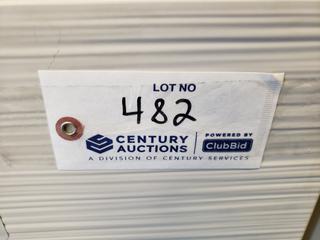 LOT NO
482
CENTURY AUCTIONS | POWERED BY ClubBid
A DIVISION OF CENTURY SERVICES